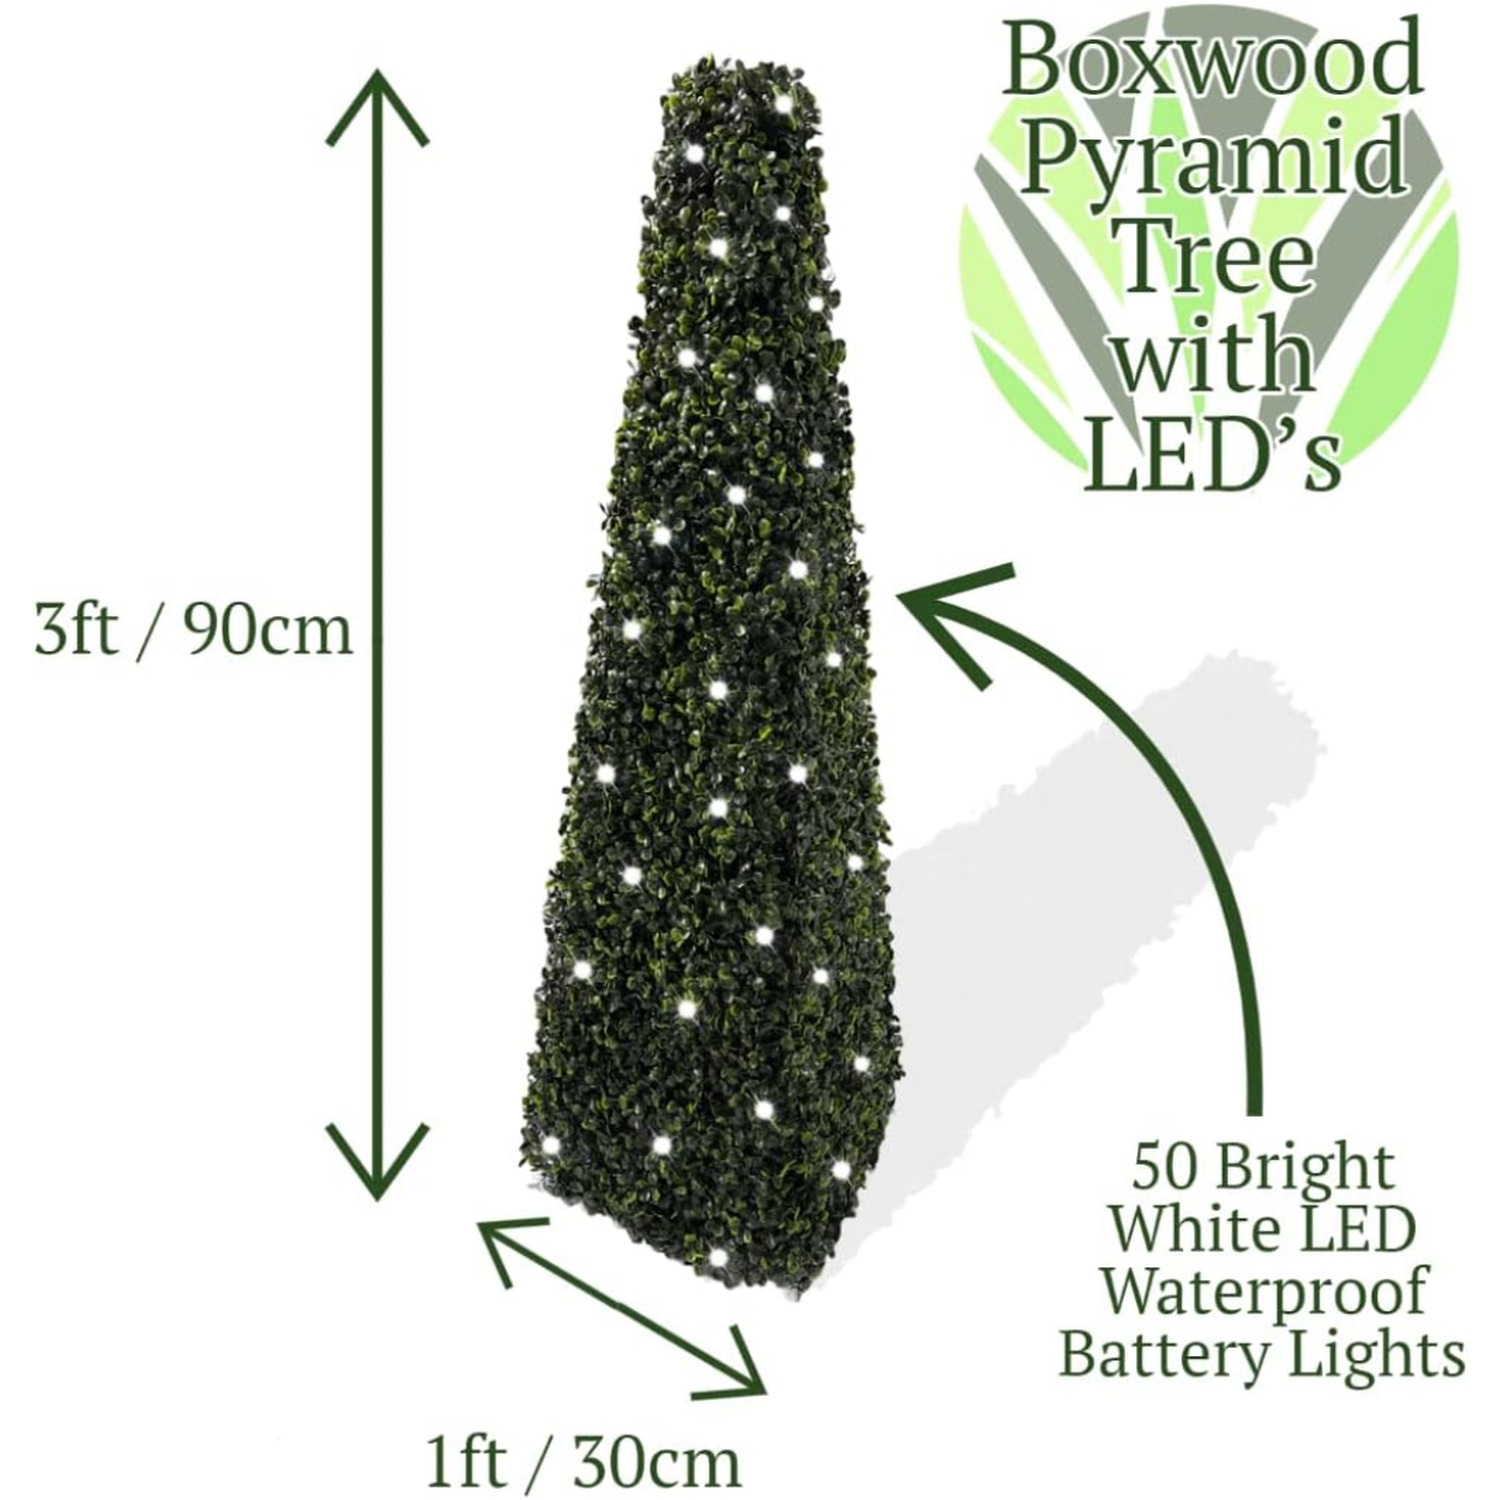 Boxwood
Pyramid
Tree
with
LED’s
3ft / 90cm
50 Bright
White LED
Waterproof
Battery Lights
1ft / 30cm